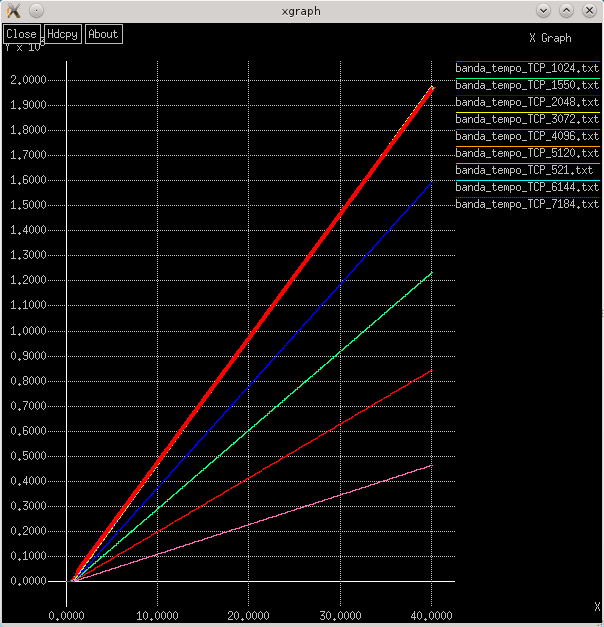 xgraph
Close Hdcpy About
Y x 10
X Graph
banda_tempo_TCP_1024.txt
banda_tempo_TCP_1550.txt
banda_tempo_TCP_2048.txt
banda_tempo_TCP_3072.txt
banda_tempo_TCP_4096.txt
banda_tempo_TCP_5120.txt
banda_tempo_TCP_521.txt
banda_tempo_TCP_6144.txt
banda_tempo_TCP_7184.txt
2.0000
1.9000
1.8000
1.7000
1.6000
1.5000
1.4000
1.3000
1.2000
1.1000
1.0000
0.9000
0.8000
0.7000
0.6000
0.5000
0.4000
0.3000
0.2000
0.1000
0.0000
X
0.0000 10.0000 20.0000 30.0000 40.0000